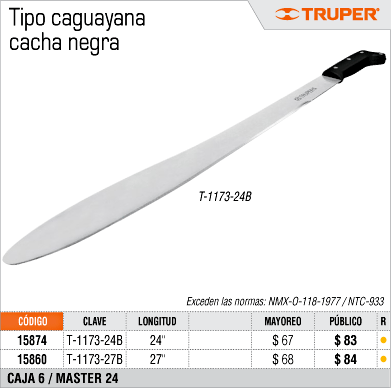 Tipo caguayana
cacha negra
TRUPER
TRUPER
T-1173-24B
Exceden las normas: NMX-O-118-1977 / NTC-933
CÓDIGO CLAVE LONGITUD MAYOREO PÚBLICO R
15874 T-1173-24B 24" $ 67 $ 83
15860 T-1173-27B 27" $ 68 $ 84
CAJA 6 / MASTER 24